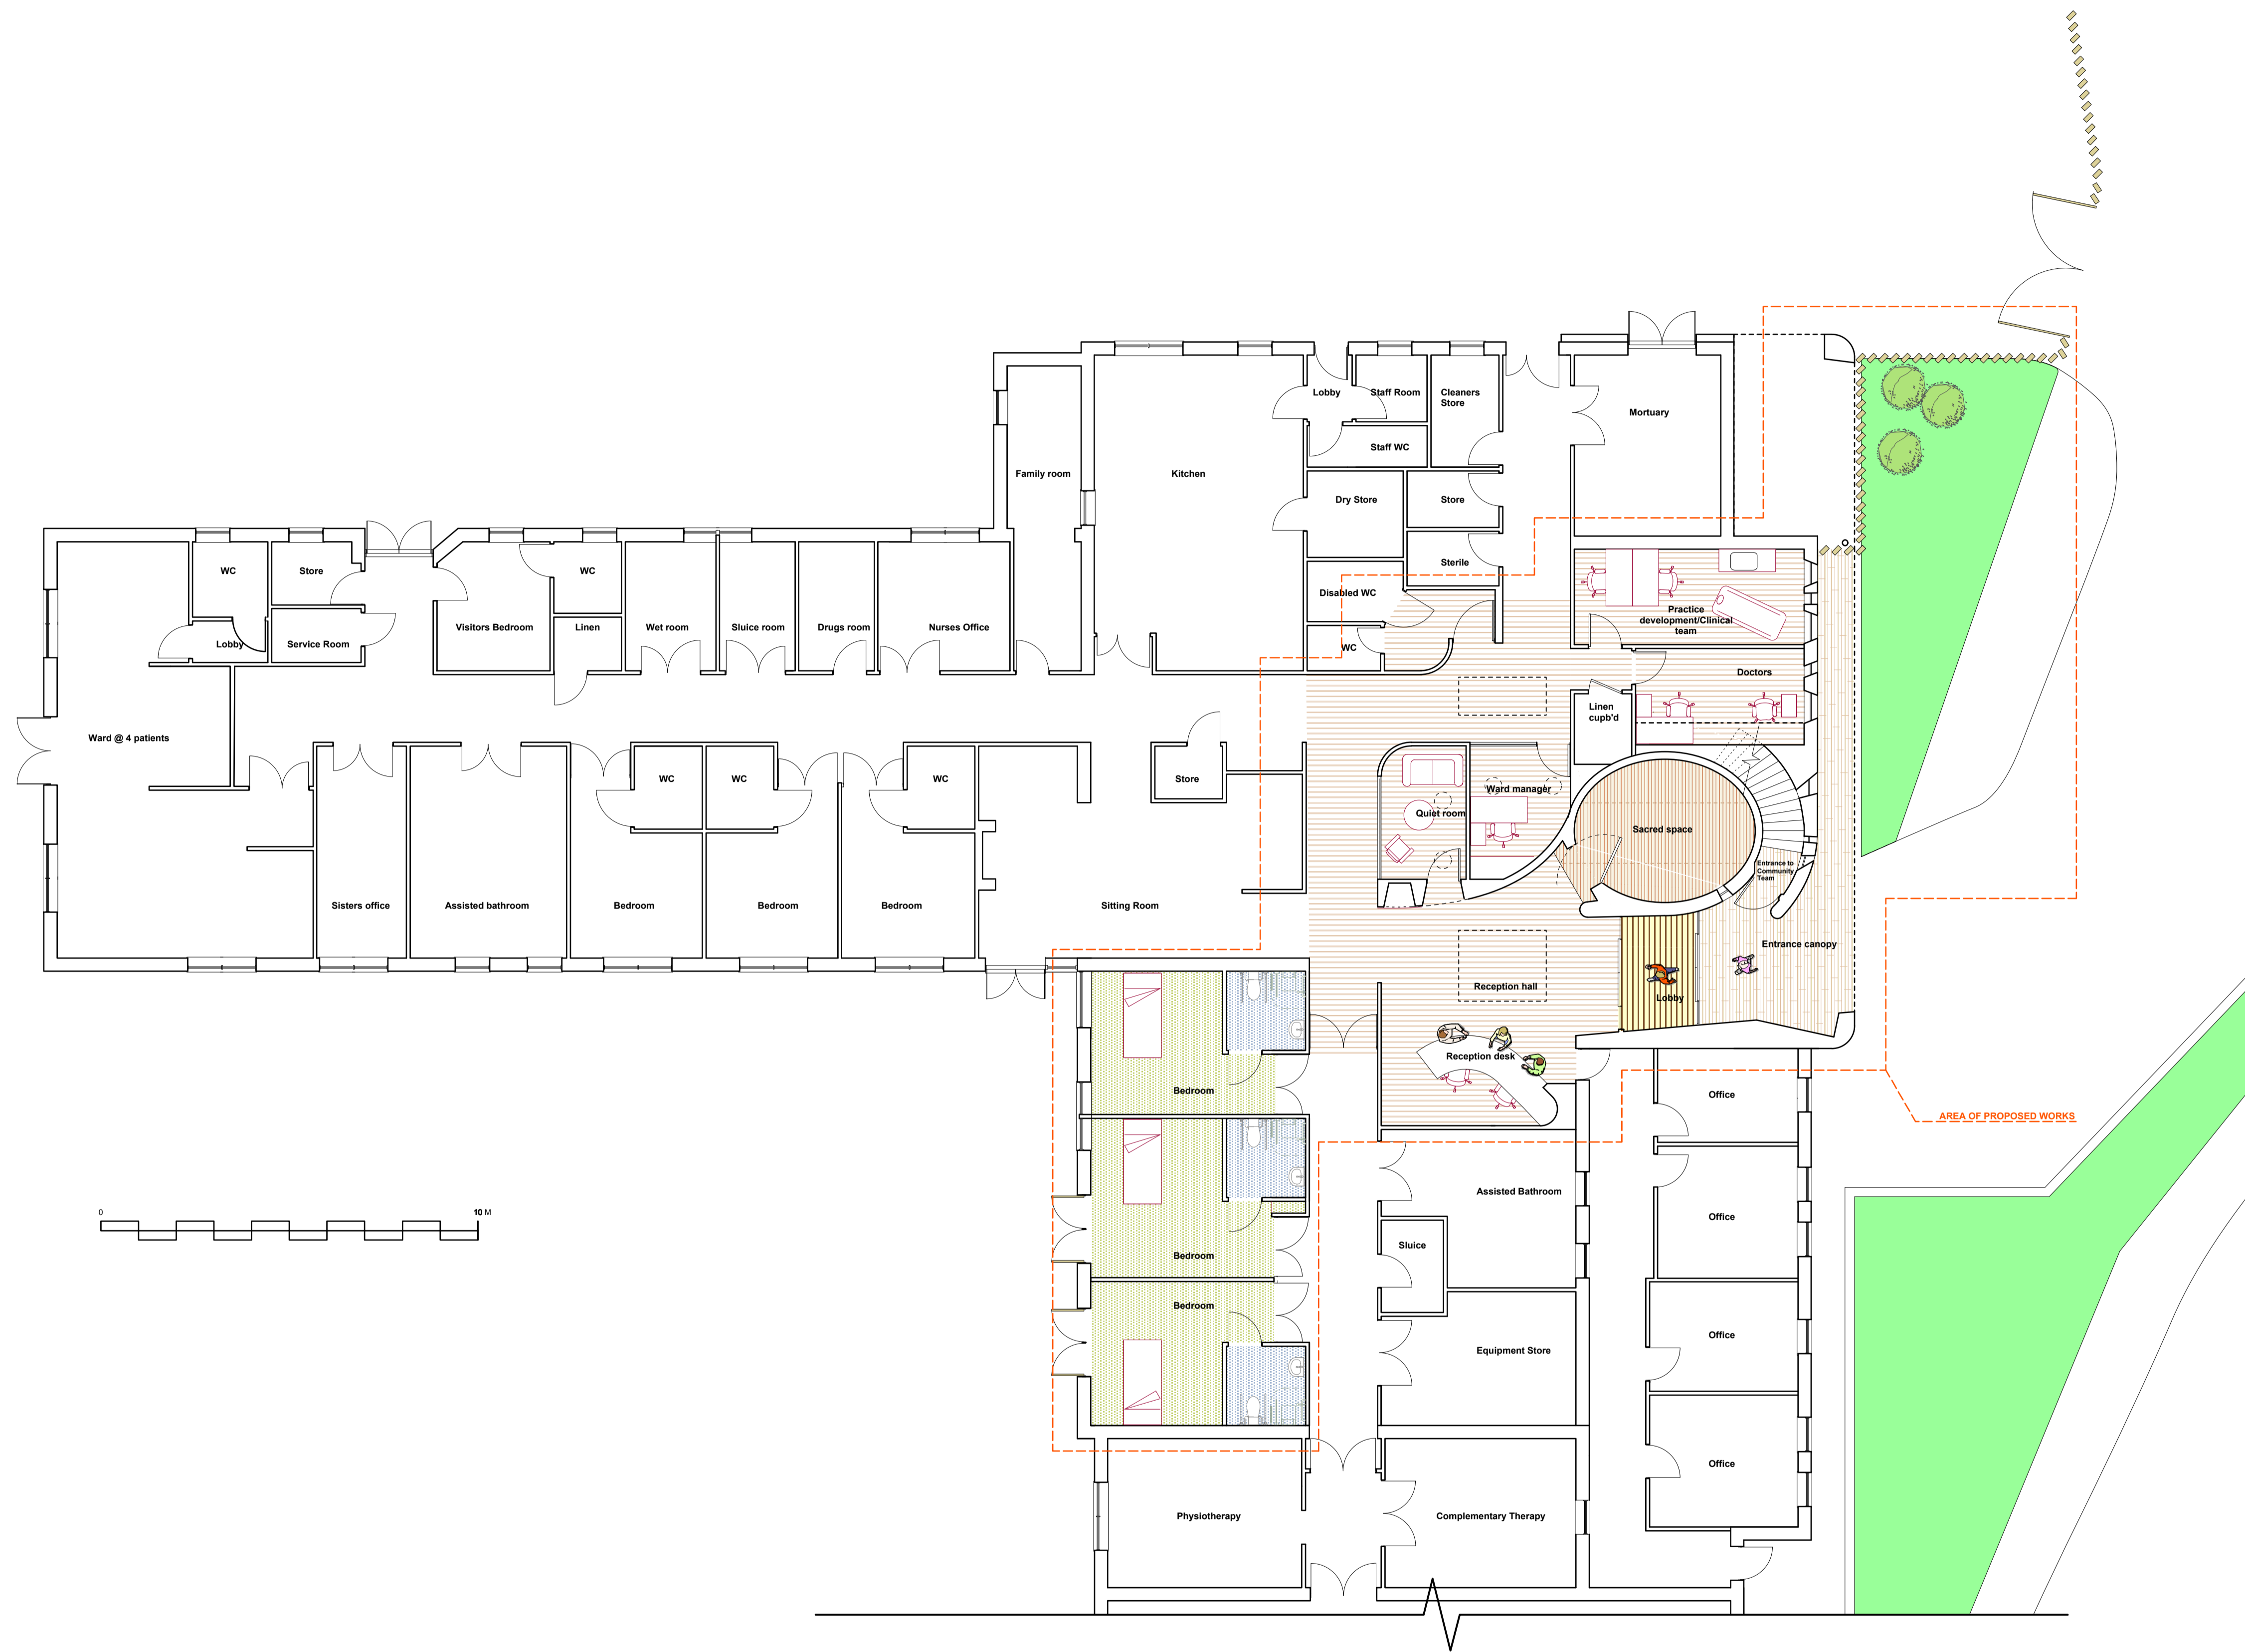 Lobby
Staff Room
Cleaners
Store
Mortuary
Staff WC
Family room
Kitchen
Dry Store
Store
WC
Store
WC
Sterile
Disabled WC
Practice
development/Clinical
team
Visitors Bedroom
Linen
Wet room
Sluice room
Drugs room
Nurses Office
Lobby
Service Room
WC
Doctors
Linen
cupb'd
Ward @ 4 patients
WC
WC
WC
Store
Ward manager
Quiet room
Sacred space
Entrance to
Community
Team
Sisters office
Assisted bathroom
Bedroom
Bedroom
Bedroom
Sitting Room
Entrance canopy
Reception hall
Lobby
Reception desk
Bedroom
Office
AREA OF PROPOSED WORKS
Assisted Bathroom
0
10 M
Office
Sluice
Bedroom
Bedroom
Office
Equipment Store
Office
Physiotherapy
Complementary Therapy